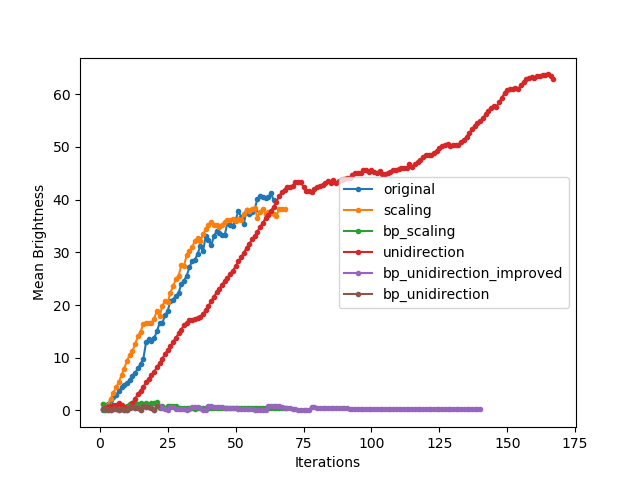 60
50
40
30
20
10
0
Mean Brightness
original
scaling
bp_scaling
unidirection
bp_unidirection_improved
bp_unidirection
0 25 50 75 100 125 150 175
Iterations